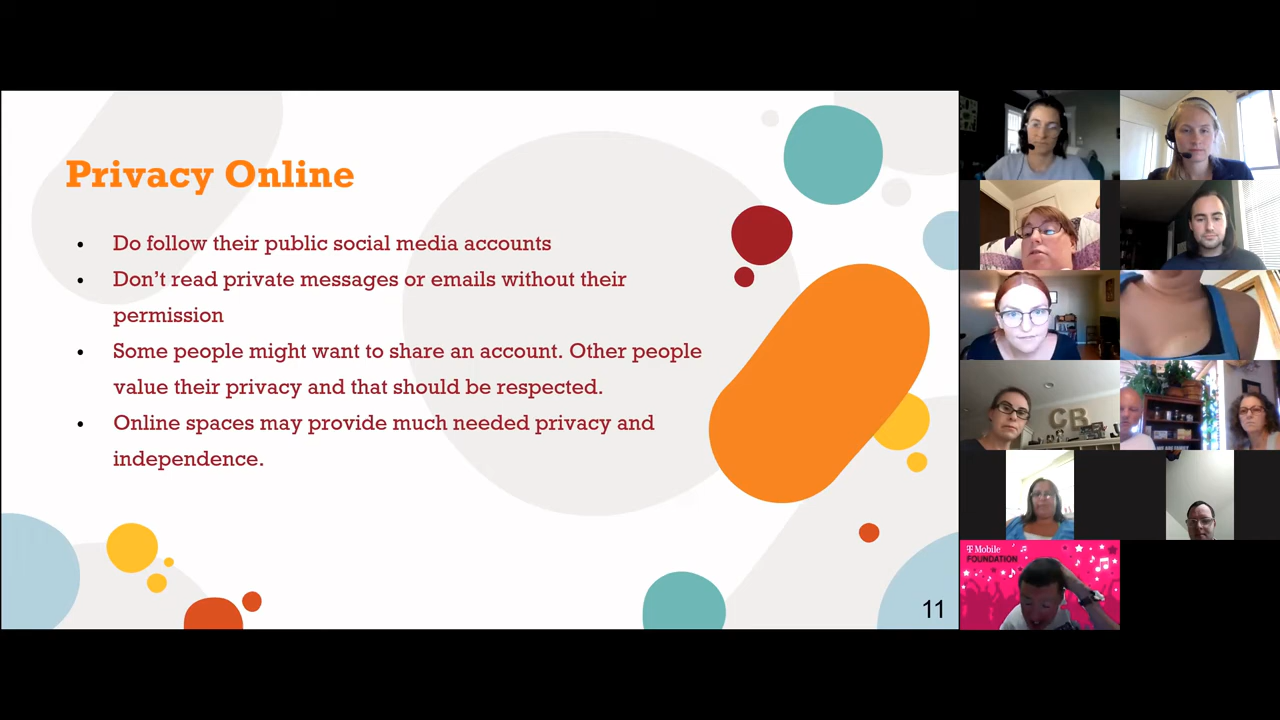 Privacy Online
• Do follow their public social media accounts
• Don't read private messages or emails without their
permission
• Some people might want to share an account. Other people
value their privacy and that should be respected.
• Online spaces may provide much needed privacy and
independence.
11
CB
T Mobile
FOUNDATION